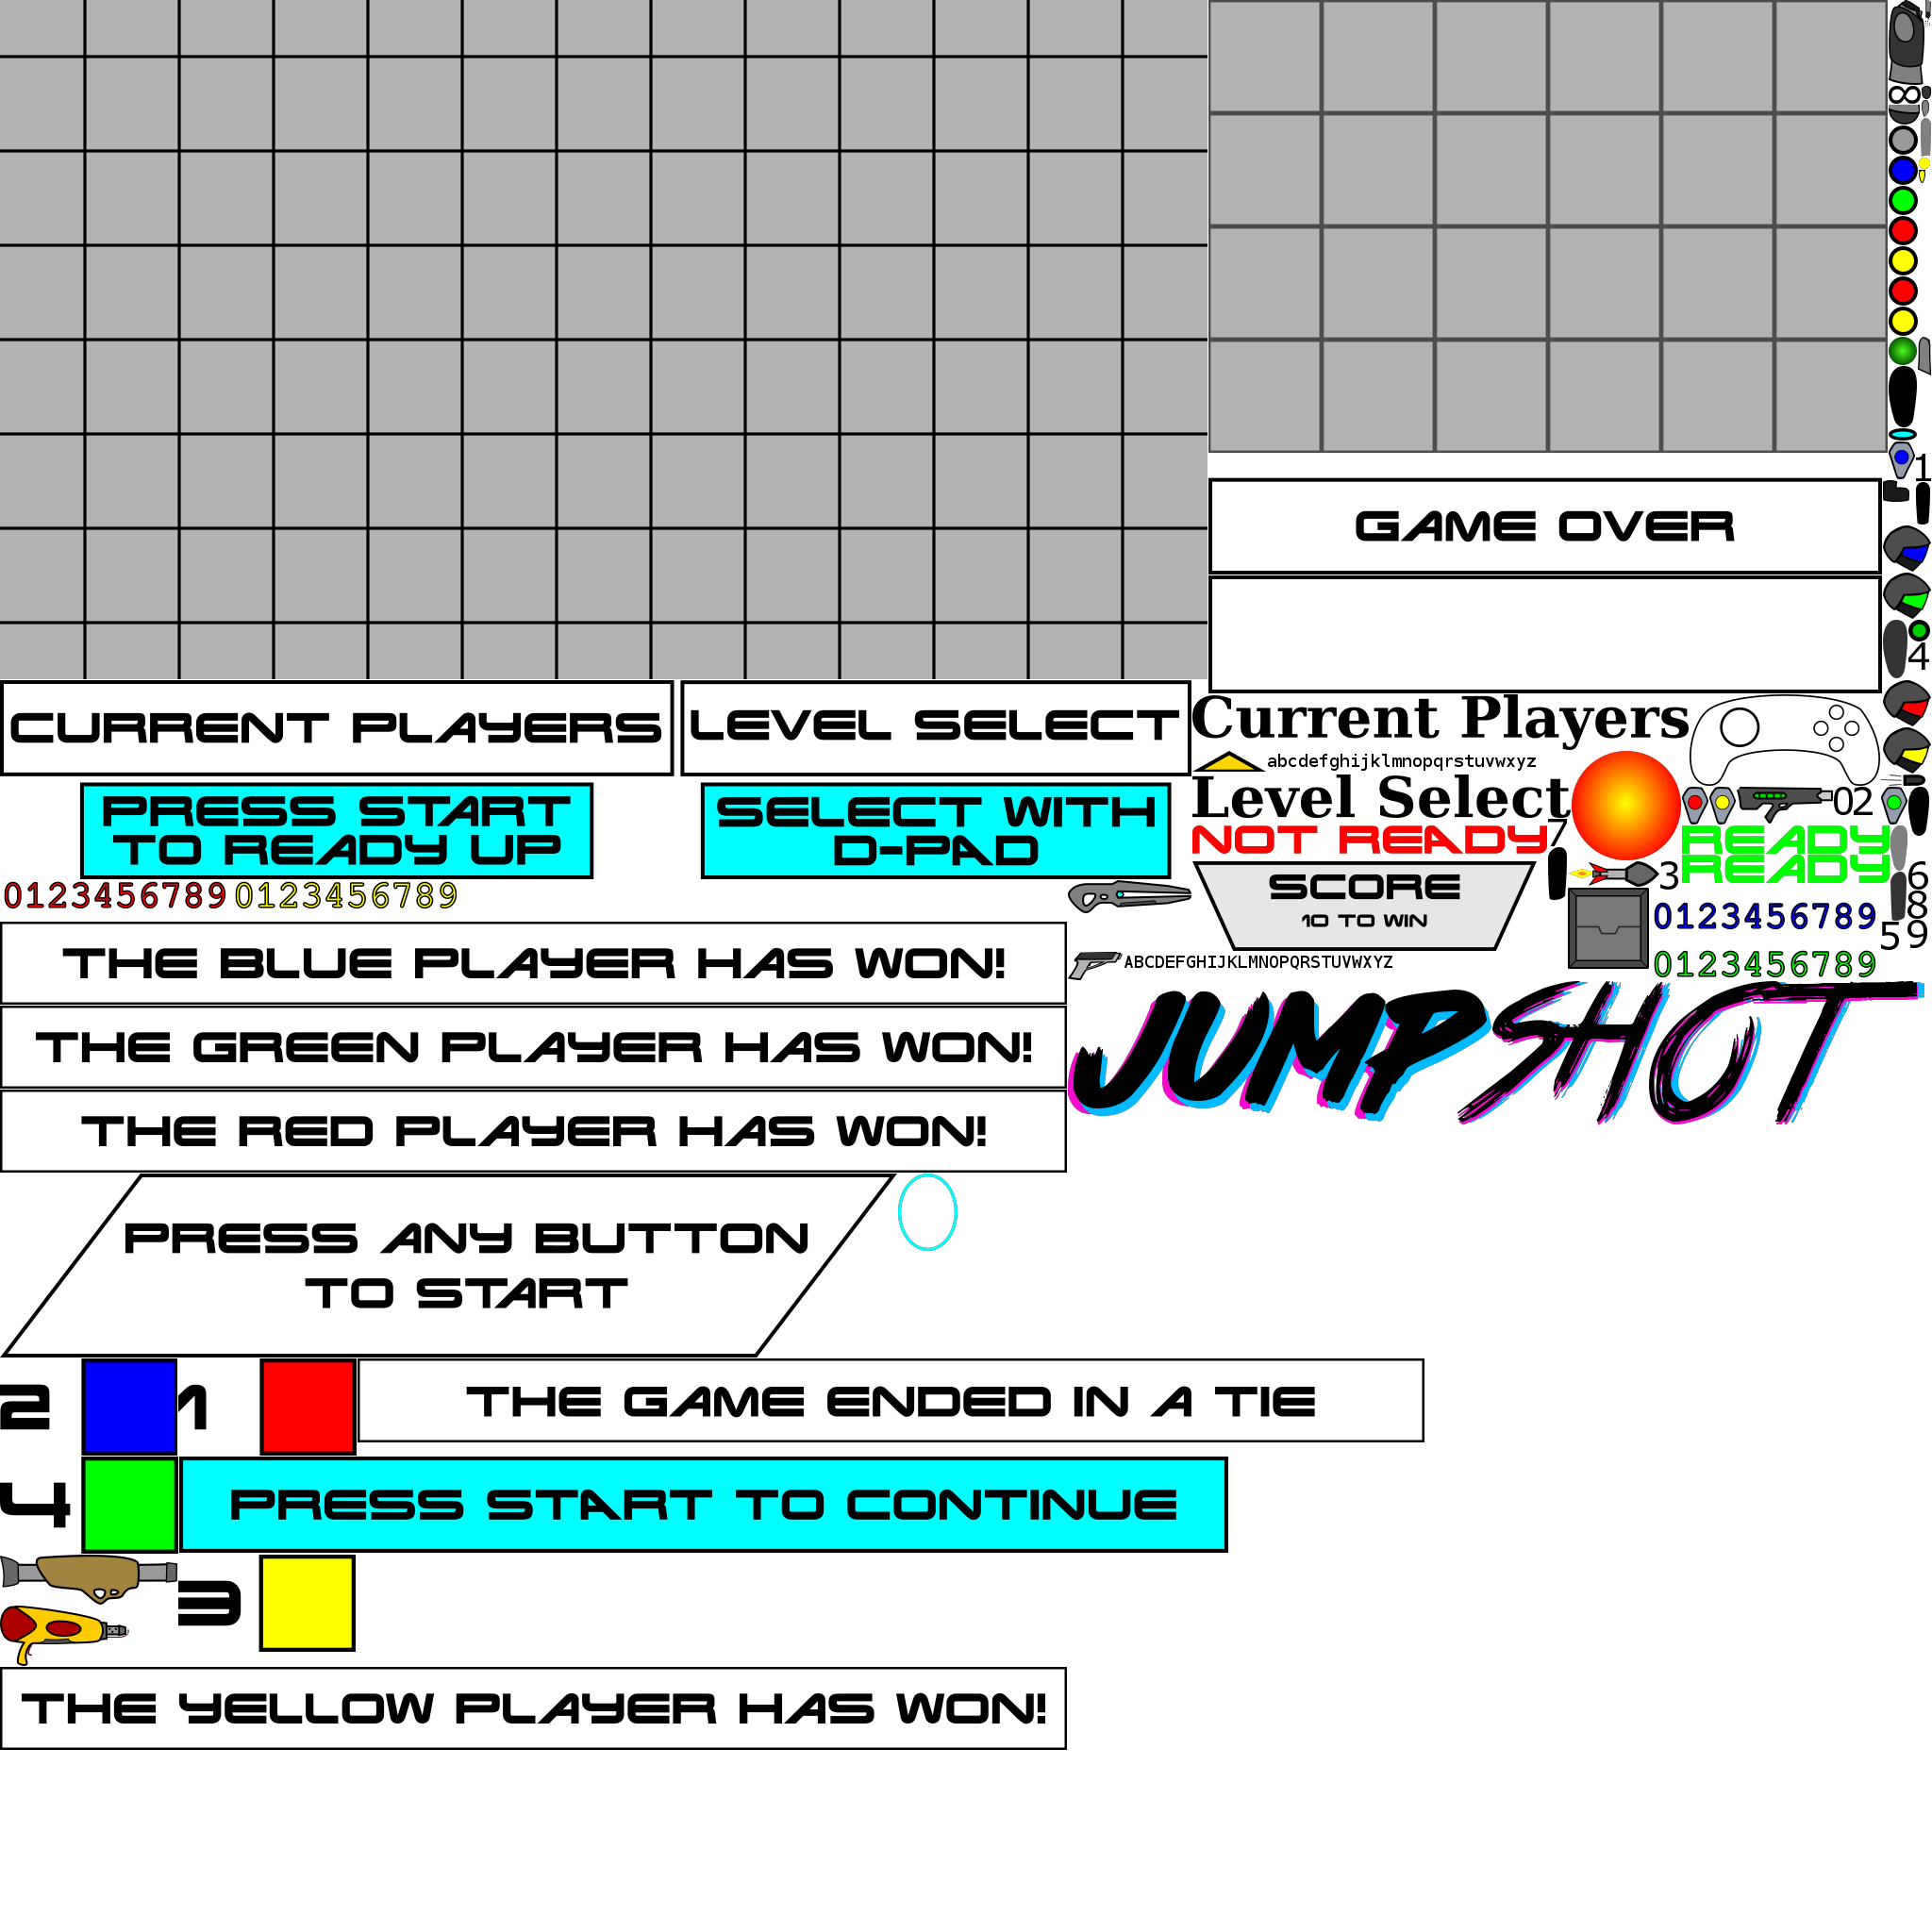 1
GAME OVER
4
CURRENT PLAYERS
LEVEL SELECT
Current Players
abcdefghijklmnopqrstuvwxyz
Level Select
PRESS START
TO READY UP
SELECT WITH
D-PAD
02
NOT READY
7
READY
READY
3
6
8
59
SCORE
10 TO WIN
0123456789
0123456789
0123456789
0123456789
ABCDEFGHIJKLMNOPQRSTUVWXYZ
THE BLUE PLAYER HAS WON!
THE GREEN PLAYER HAS WON!
THE RED PLAYER HAS WON!
JUMPSHOT
PRESS ANY BUTTON
TO START
2
1
THE GAME ENDED IN A TIE
4
PRESS START TO CONTINUE
3
THE YELLOW PLAYER HAS WON!